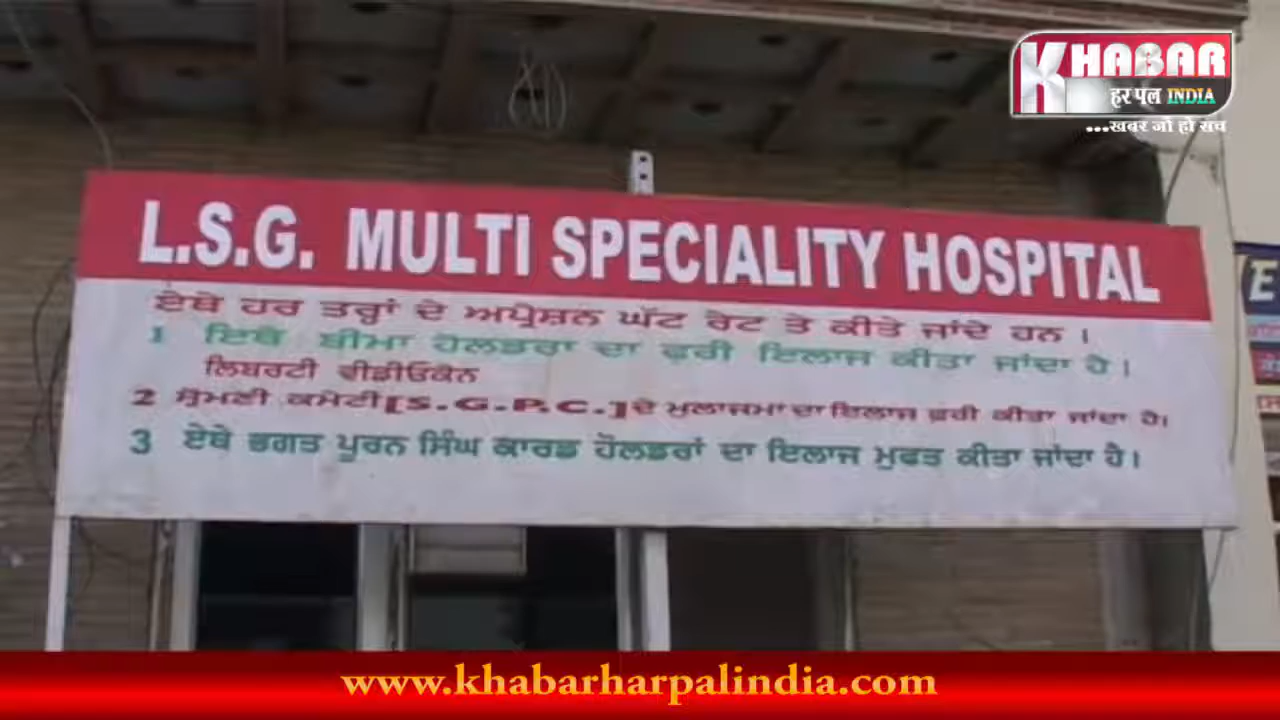 KHABAR
हर पल INDIA
...खबर जो हो सच
L.S.G. MULTI SPECIALITY HOSPITAL
ਏਥੇ ਹਰ ਤਰ੍ਹਾਂ ਦੇ ਅਪ੍ਰੇਸ਼ਨ ਘੱਟ ਰੇਟ ਤੇ ਕੀਤੇ ਜਾਂਦੇ ਹਨ।
1 ਇਥੇ ਬੀਮਾ ਹੋਲਡਰਾਂ ਦਾ ਫ੍ਰੀ ਇਲਾਜ ਕੀਤਾ ਜਾਂਦਾ ਹੈ।
ਲਿਬਰਟੀ ਵੀਡੀਓਕੋਨ
2 ਸ਼੍ਰੋਮਣੀ ਕਮੇਟੀ [S.G.P.C.] ਦੇ ਮੁਲਾਜਮਾਂ ਦਾ ਇਲਾਜ ਫ਼ਰੀ ਕੀਤਾ ਜਾਂਦਾ ਹੈ।
3 ਏਥੇ ਭਗਤ ਪੂਰਨ ਸਿੰਘ ਕਾਰਡ ਹੋਲਡਰਾਂ ਦਾ ਇਲਾਜ ਮੁਫਤ ਕੀਤਾ ਜਾਂਦਾ ਹੈ।
www.khabarharpalindia.com